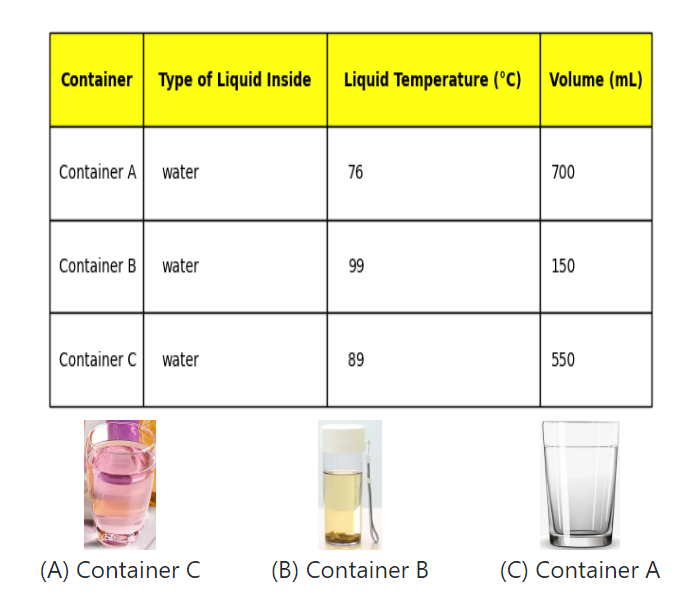 Container Type of Liquid Inside Liquid Temperature (°C) Volume (mL)
Container A water 76 700
Container B water 99 150
Container C water 89 550
(A) Container C (B) Container B (C) Container A